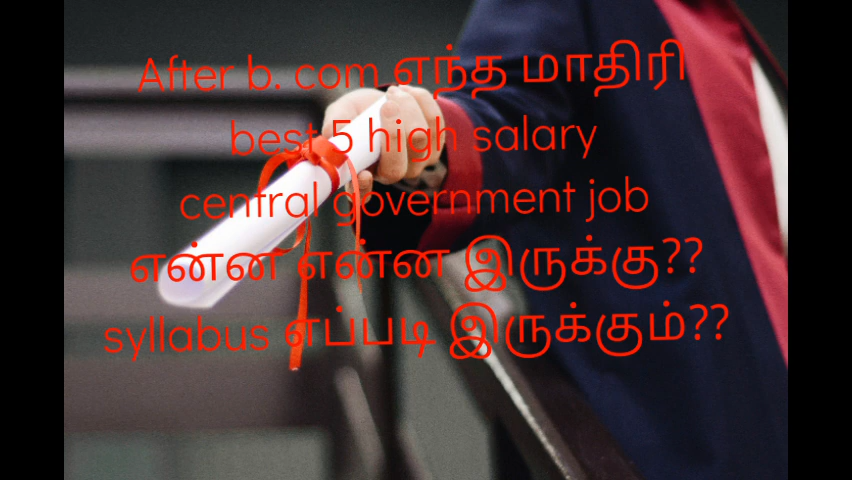 After b. com எந்த மாதிரி
best 5 high salary
central government job
என்ன என்ன இருக்கு??
syllabus எப்படி இருக்கும்??